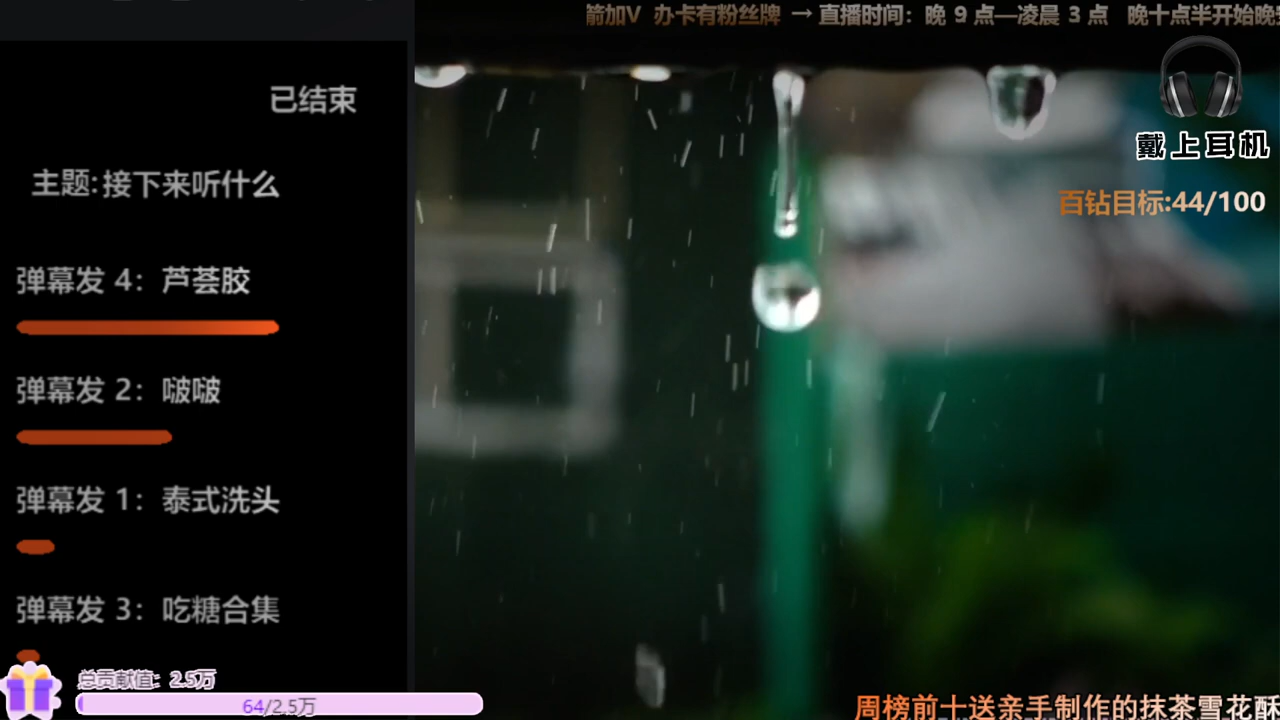 箭加V 办卡有粉丝牌 → 直播时间：晚 9 点—凌晨 3 点 晚十点半开始晚
已结束
戴上耳机
主题:接下来听什么
百钻目标:44/100
弹幕发 4：芦荟胶
弹幕发 2：啵啵
弹幕发 1：泰式洗头
弹幕发 3：吃糖合集
总贡献值：2.5万
64/2.5万
周榜前十送亲手制作的抹茶雪花酥